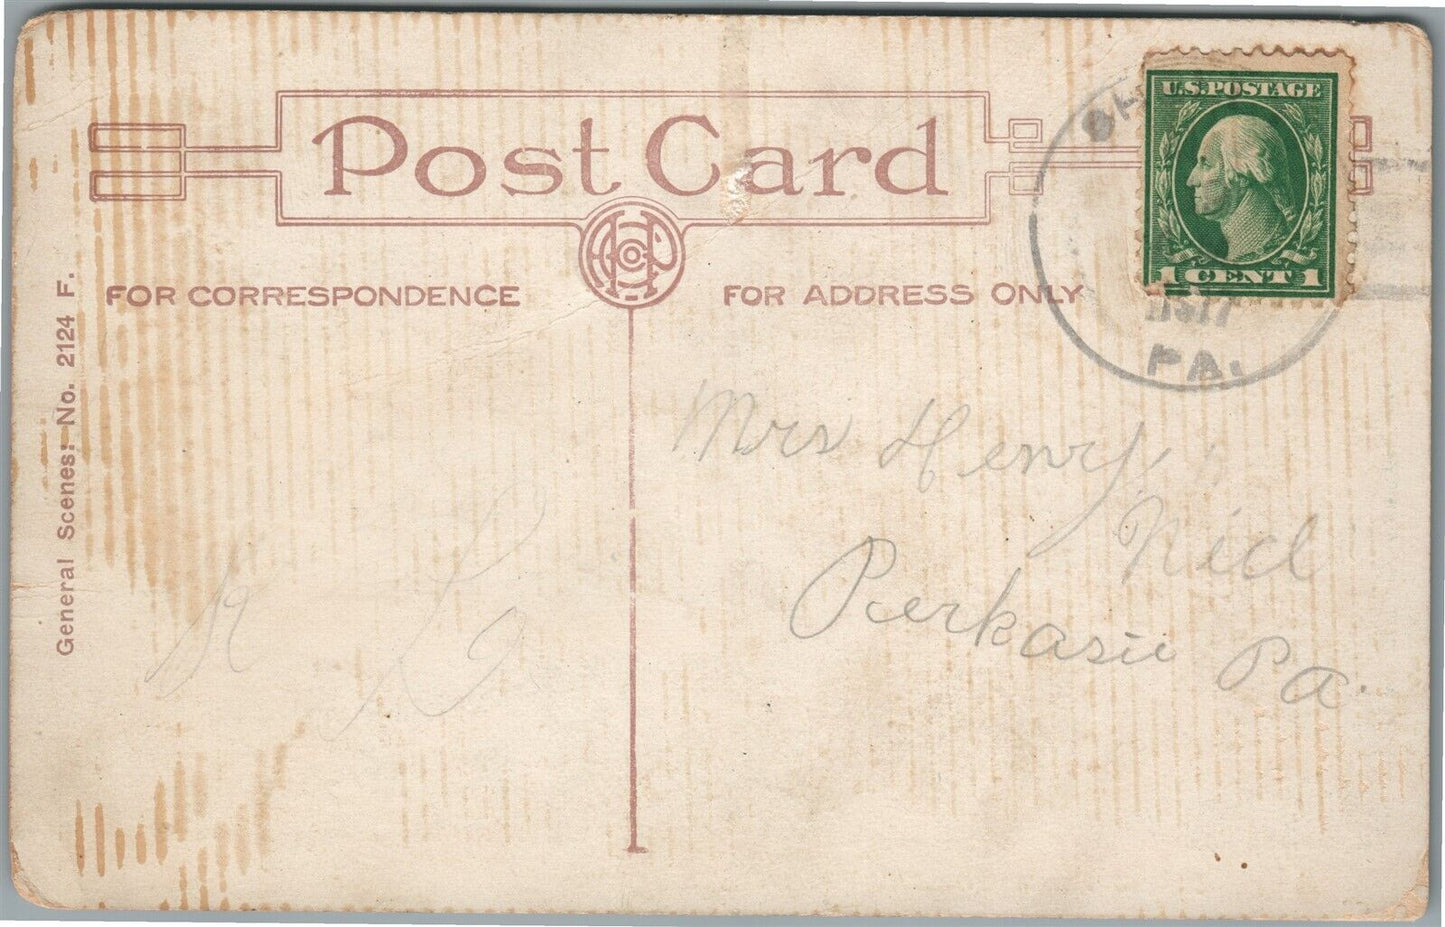 Post Card
U.S. POSTAGE
1 CENT 1
FOR CORRESPONDENCE
FOR ADDRESS ONLY
PA.
General Scenes: No. 2124 F.
Mrs Henry
Nicl
Perkasie Pa.